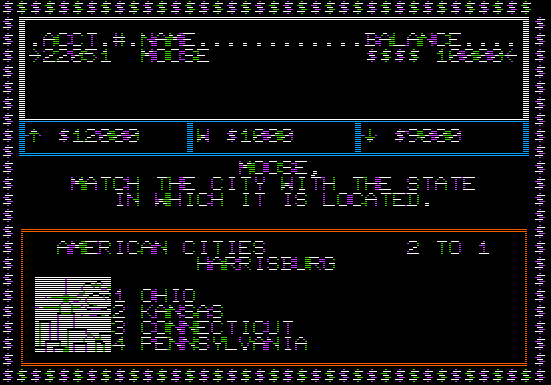 .ACCT.#.NAME............BALANCE...
→22051 MOOSE $$$$ 10000←
↑ $12000 W $1000 ↓ $9000
MOOSE,
MATCH THE CITY WITH THE STATE
IN WHICH IT IS LOCATED.
AMERICAN CITIES 2 TO 1
HARRISBURG
1 OHIO
2 KANSAS
3 CONNECTICUT
4 PENNSYLVANIA